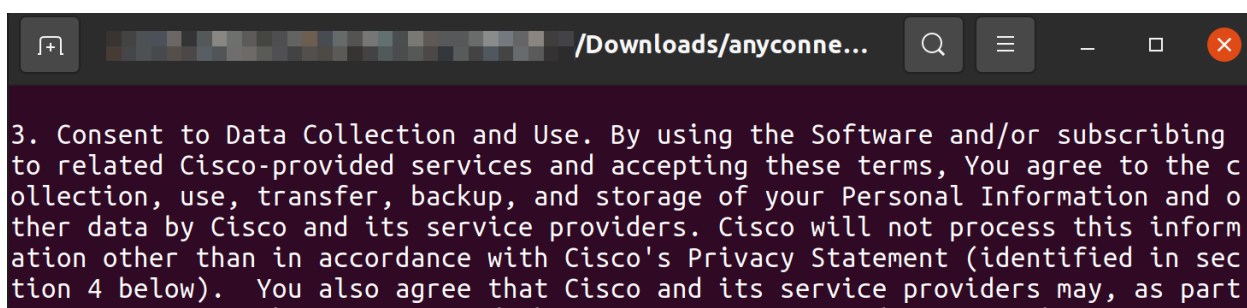 /Downloads/anyconne...
3. Consent to Data Collection and Use. By using the Software and/or subscribing
to related Cisco-provided services and accepting these terms, You agree to the c
ollection, use, transfer, backup, and storage of your Personal Information and o
ther data by Cisco and its service providers. Cisco will not process this inform
ation other than in accordance with Cisco's Privacy Statement (identified in sec
tion 4 below).  You also agree that Cisco and its service providers may, as part